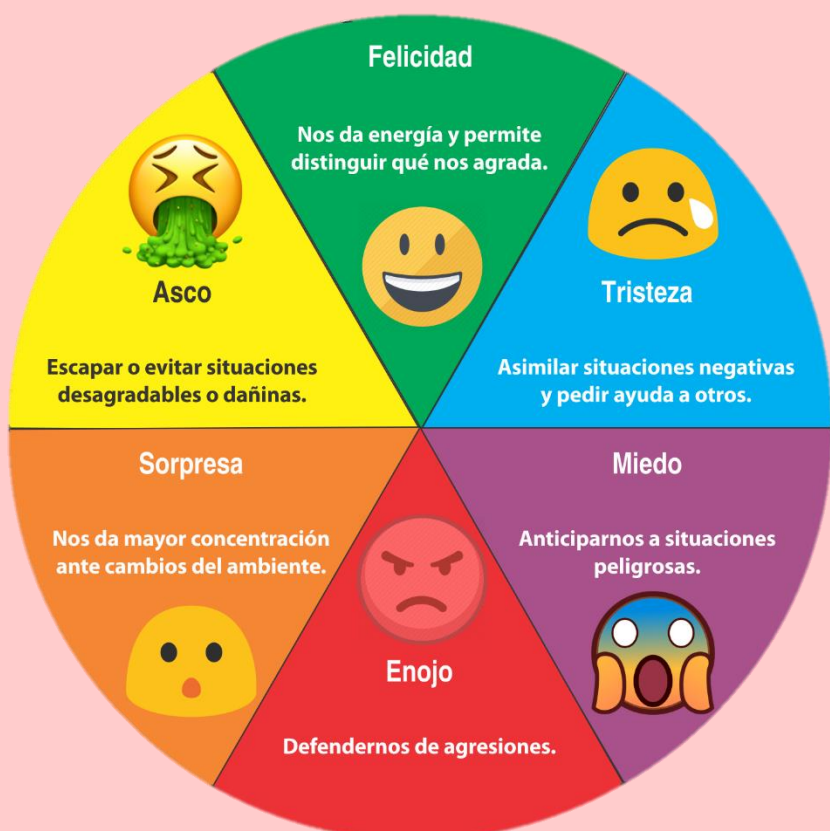 Felicidad
Nos da energía y permite
distinguir qué nos agrada.
Tristeza
Asimilar situaciones negativas
y pedir ayuda a otros.
Miedo
Anticiparnos a situaciones
peligrosas.
Enojo
Defendernos de agresiones.
Sorpresa
Nos da mayor concentración
ante cambios del ambiente.
Asco
Escapar o evitar situaciones
desagradables o dañinas.